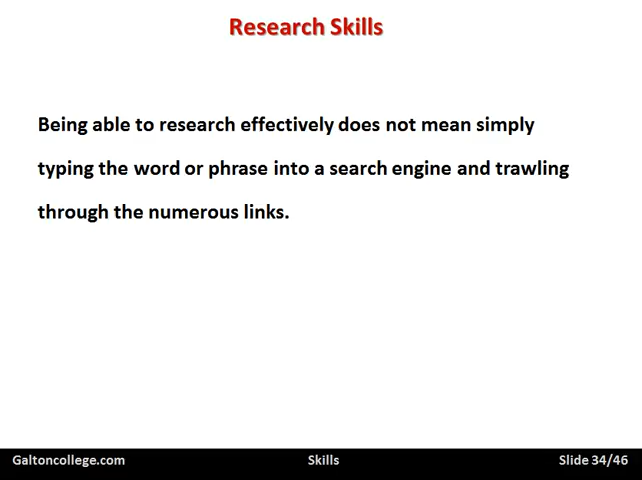 Research Skills
Being able to research effectively does not mean simply
typing the word or phrase into a search engine and trawling
through the numerous links.
Galtoncollege.com Skills Slide 34/46